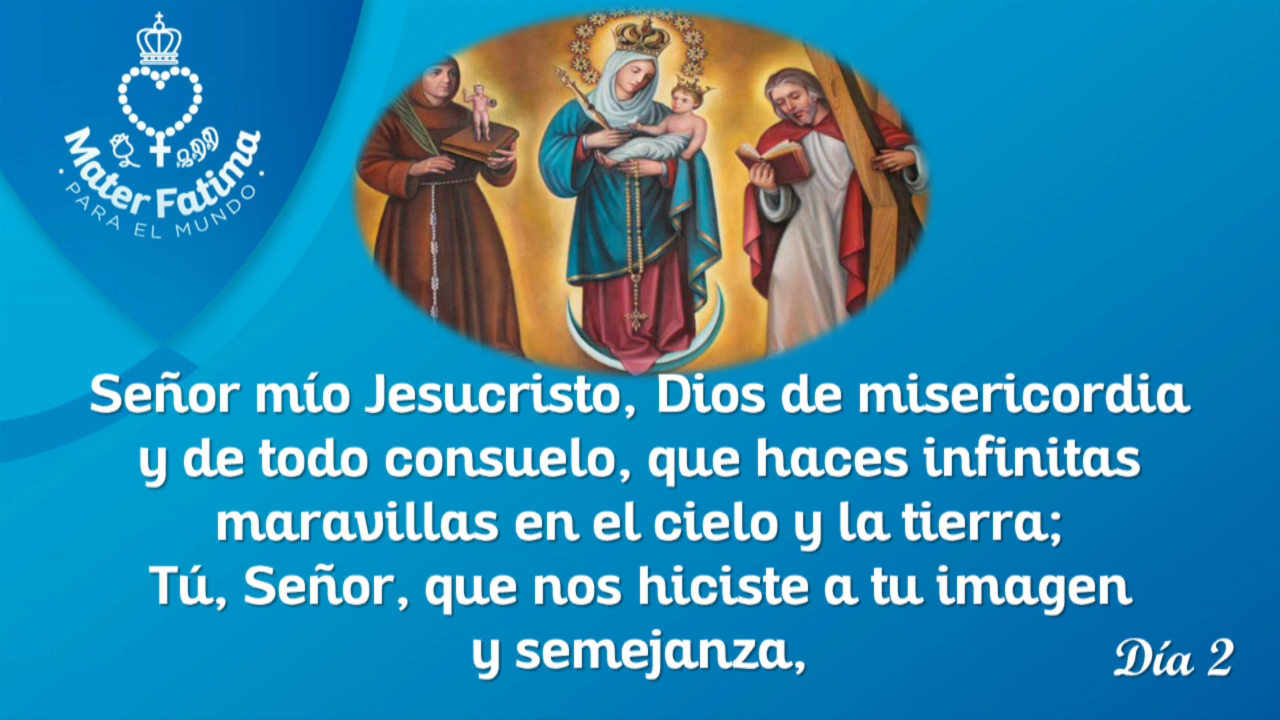 Mater Fatima
· PARA EL MUNDO ·
Señor mío Jesucristo, Dios de misericordia
y de todo consuelo, que haces infinitas
maravillas en el cielo y la tierra;
Tú, Señor, que nos hiciste a tu imagen
y semejanza,
Día 2